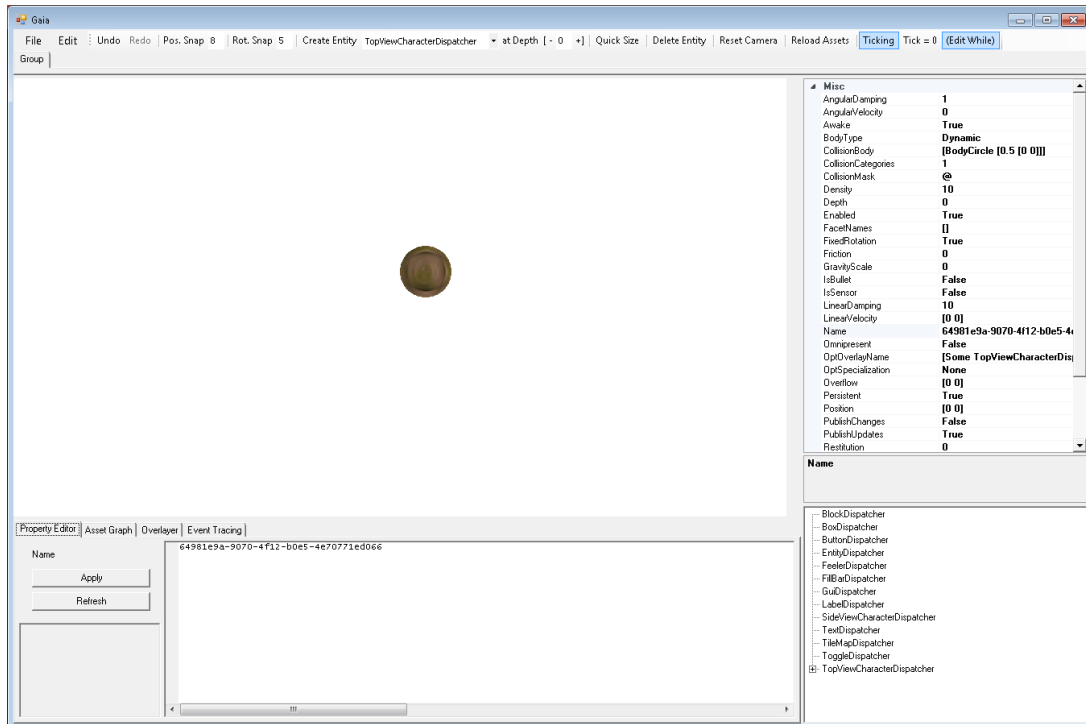 Gaia
File Edit Undo Redo Pos. Snap 8 Rot. Snap 5 Create Entity TopViewCharacterDispatcher at Depth [ - 0 +] Quick Size Delete Entity Reset Camera Reload Assets Ticking Tick = 0 (Edit While)
Group
Misc
AngularDamping 1
AngularVelocity 0
Awake True
BodyType Dynamic
CollisionBody [BodyCircle [0.5 [0 0]]]
CollisionCategories 1
CollisionMask @
Density 10
Depth 0
Enabled True
FacetNames []
FixedRotation True
Friction 0
GravityScale 0
IsBullet False
IsSensor False
LinearDamping 10
LinearVelocity [0 0]
Name 64981e9a-9070-4f12-b0e5-4e
Omnipresent False
OptOverlayName [Some TopViewCharacterDis
OptSpecialization None
Overflow [0 0]
Persistent True
Position [0 0]
PublishChanges False
PublishUpdates True
Restitution 0
Name
Property Editor Asset Graph Overlayer Event Tracing
Name
Apply
Refresh
64981e9a-9070-4f12-b0e5-4e70771ed066
BlockDispatcher
BoxDispatcher
ButtonDispatcher
EntityDispatcher
FeelerDispatcher
FillBarDispatcher
GuiDispatcher
LabelDispatcher
SideViewCharacterDispatcher
TextDispatcher
TileMapDispatcher
ToggleDispatcher
TopViewCharacterDispatcher